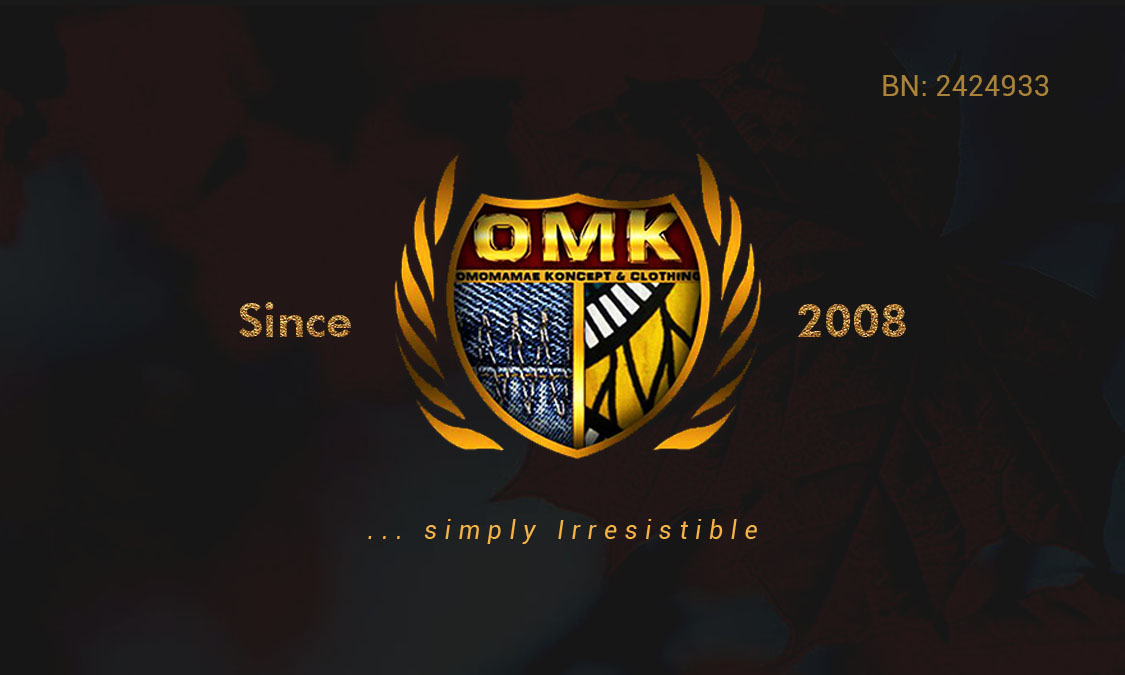 BN: 2424933
OMK
OMOMAMAE KONCEPT & CLOTHING
Since
2008
... simply Irresistible